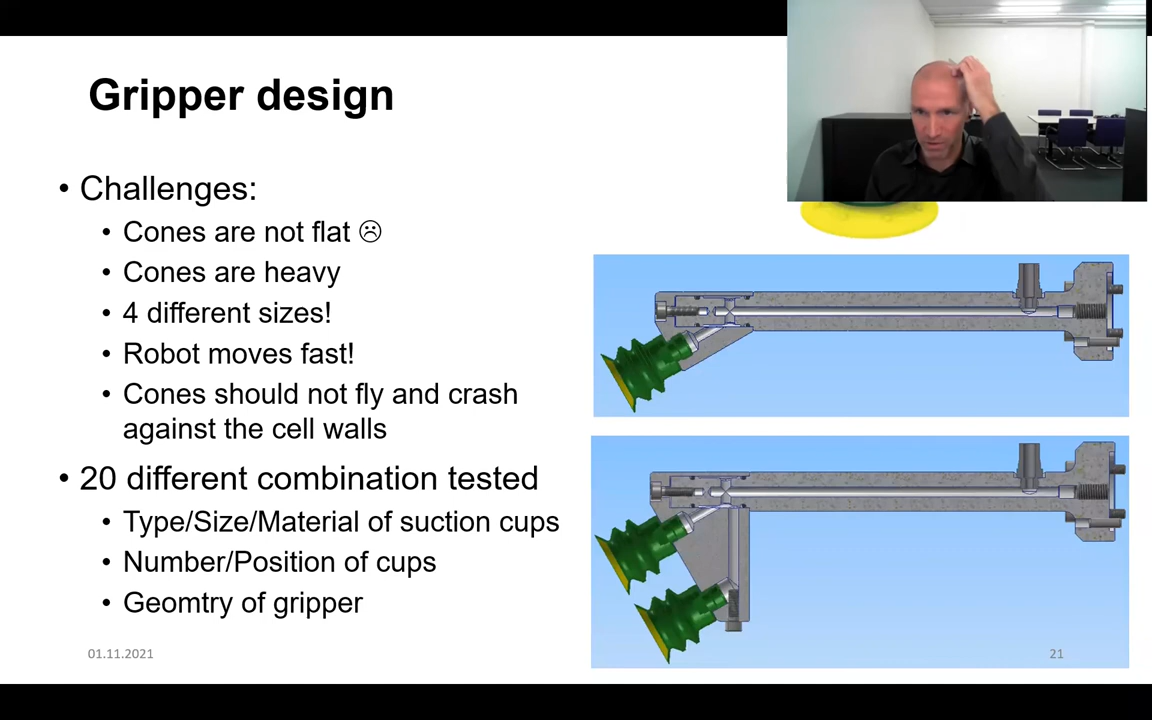 Gripper design
• Challenges:
• Cones are not flat ☹
• Cones are heavy
• 4 different sizes!
• Robot moves fast!
• Cones should not fly and crash
against the cell walls
• 20 different combination tested
• Type/Size/Material of suction cups
• Number/Position of cups
• Geomtry of gripper
01.11.2021
21